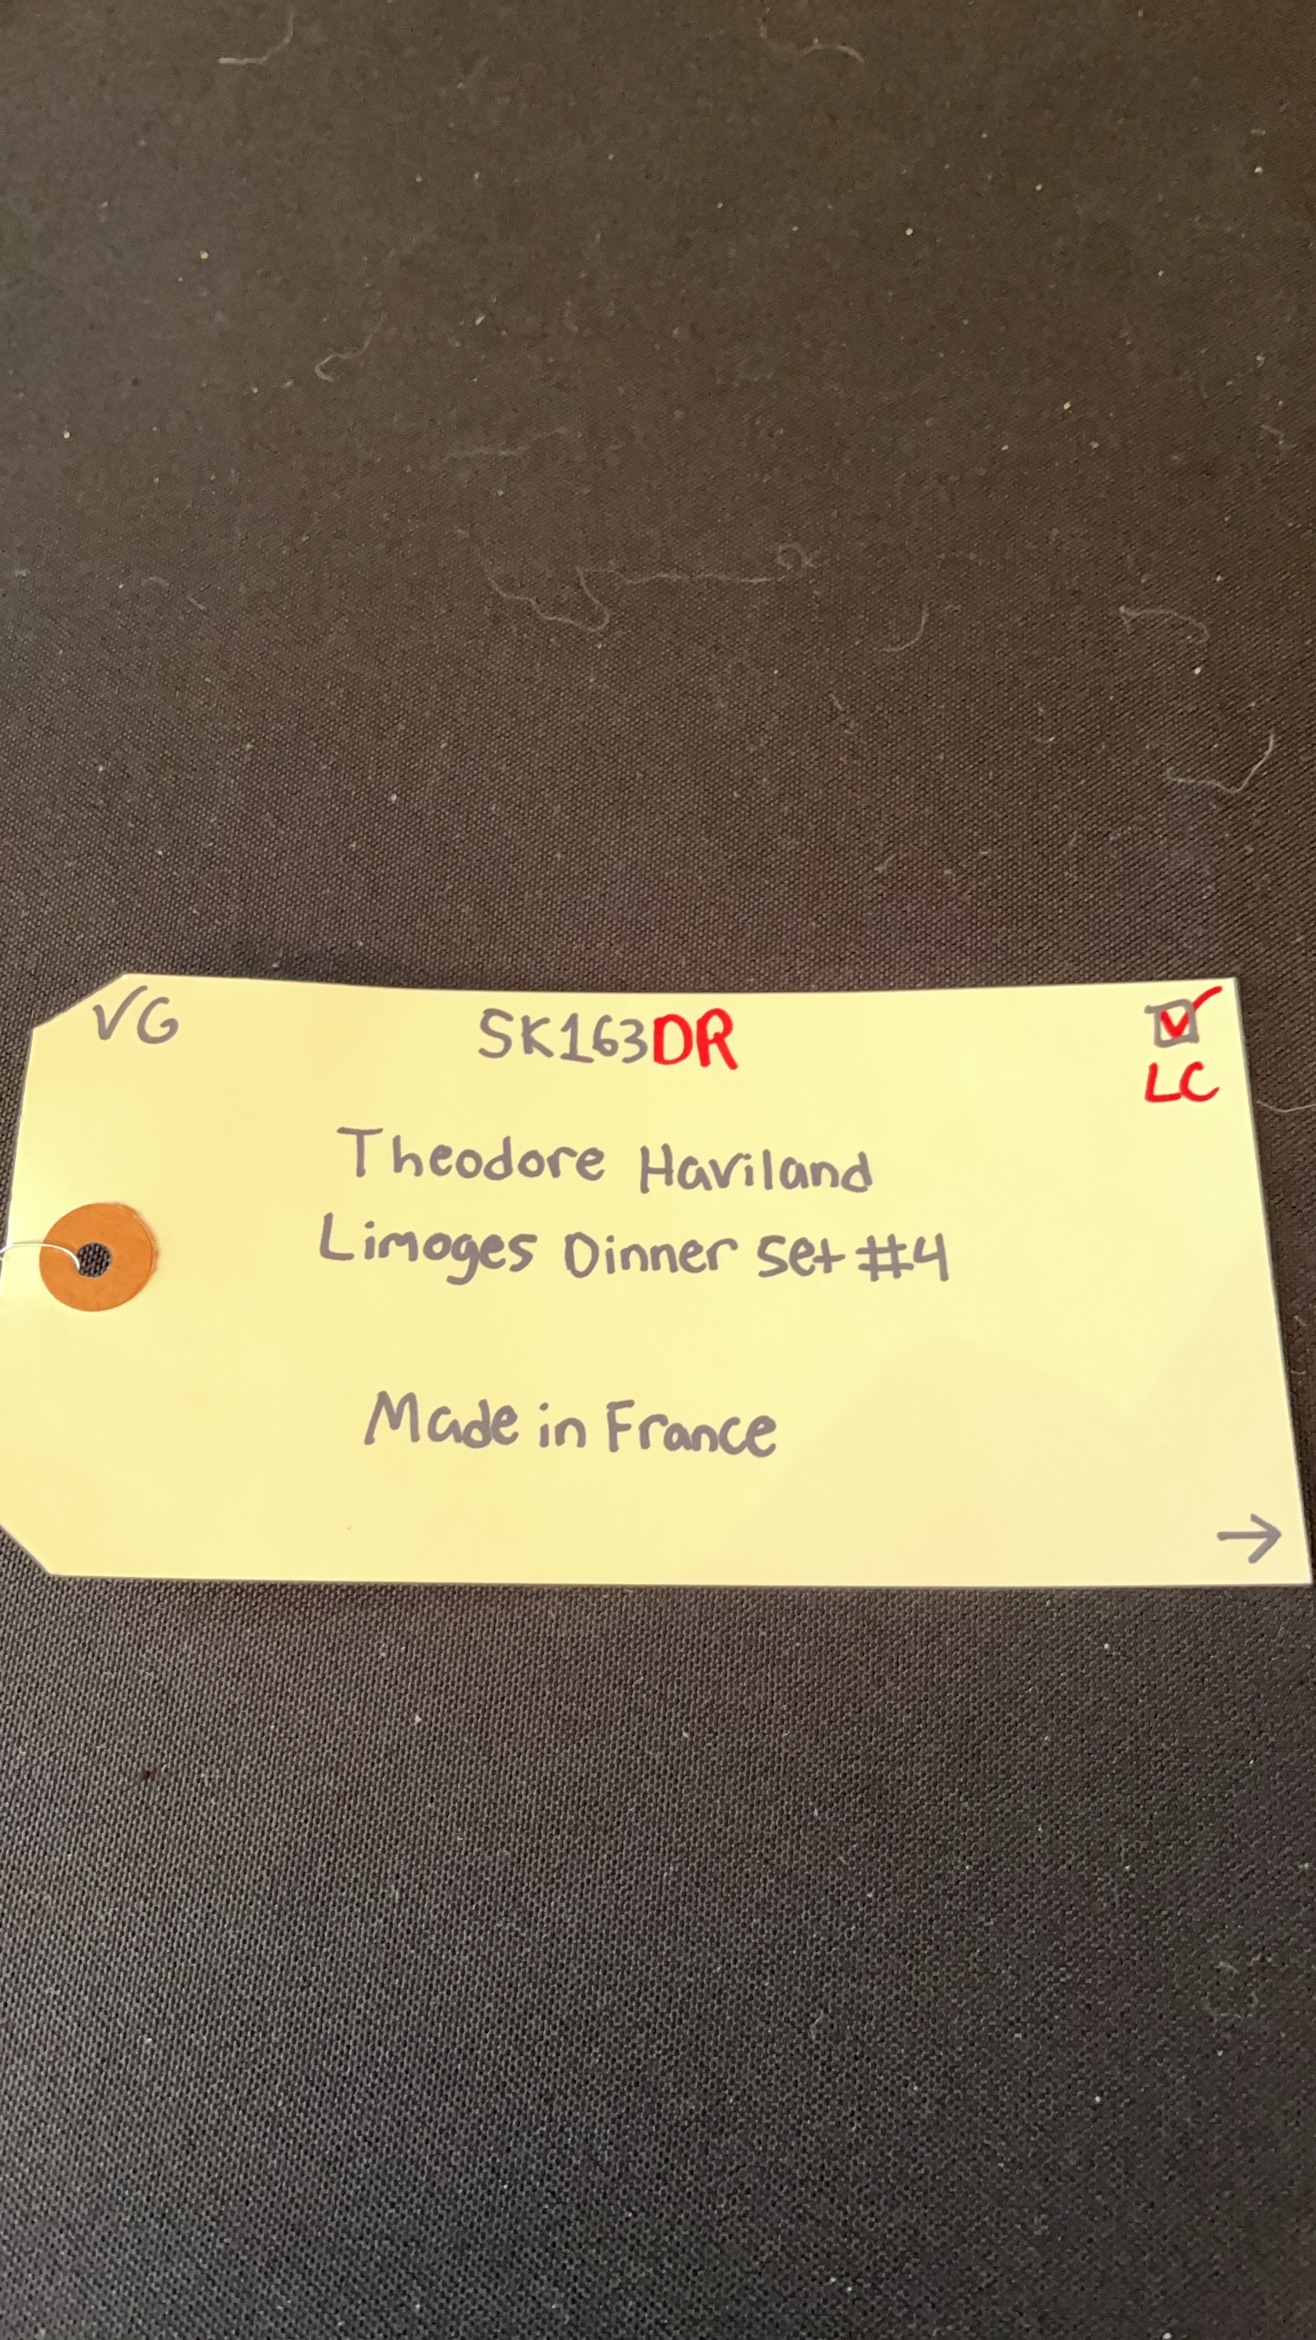 VG SK163DR ☑
LC
Theodore Haviland
Limoges Dinner Set #4
Made in France
→